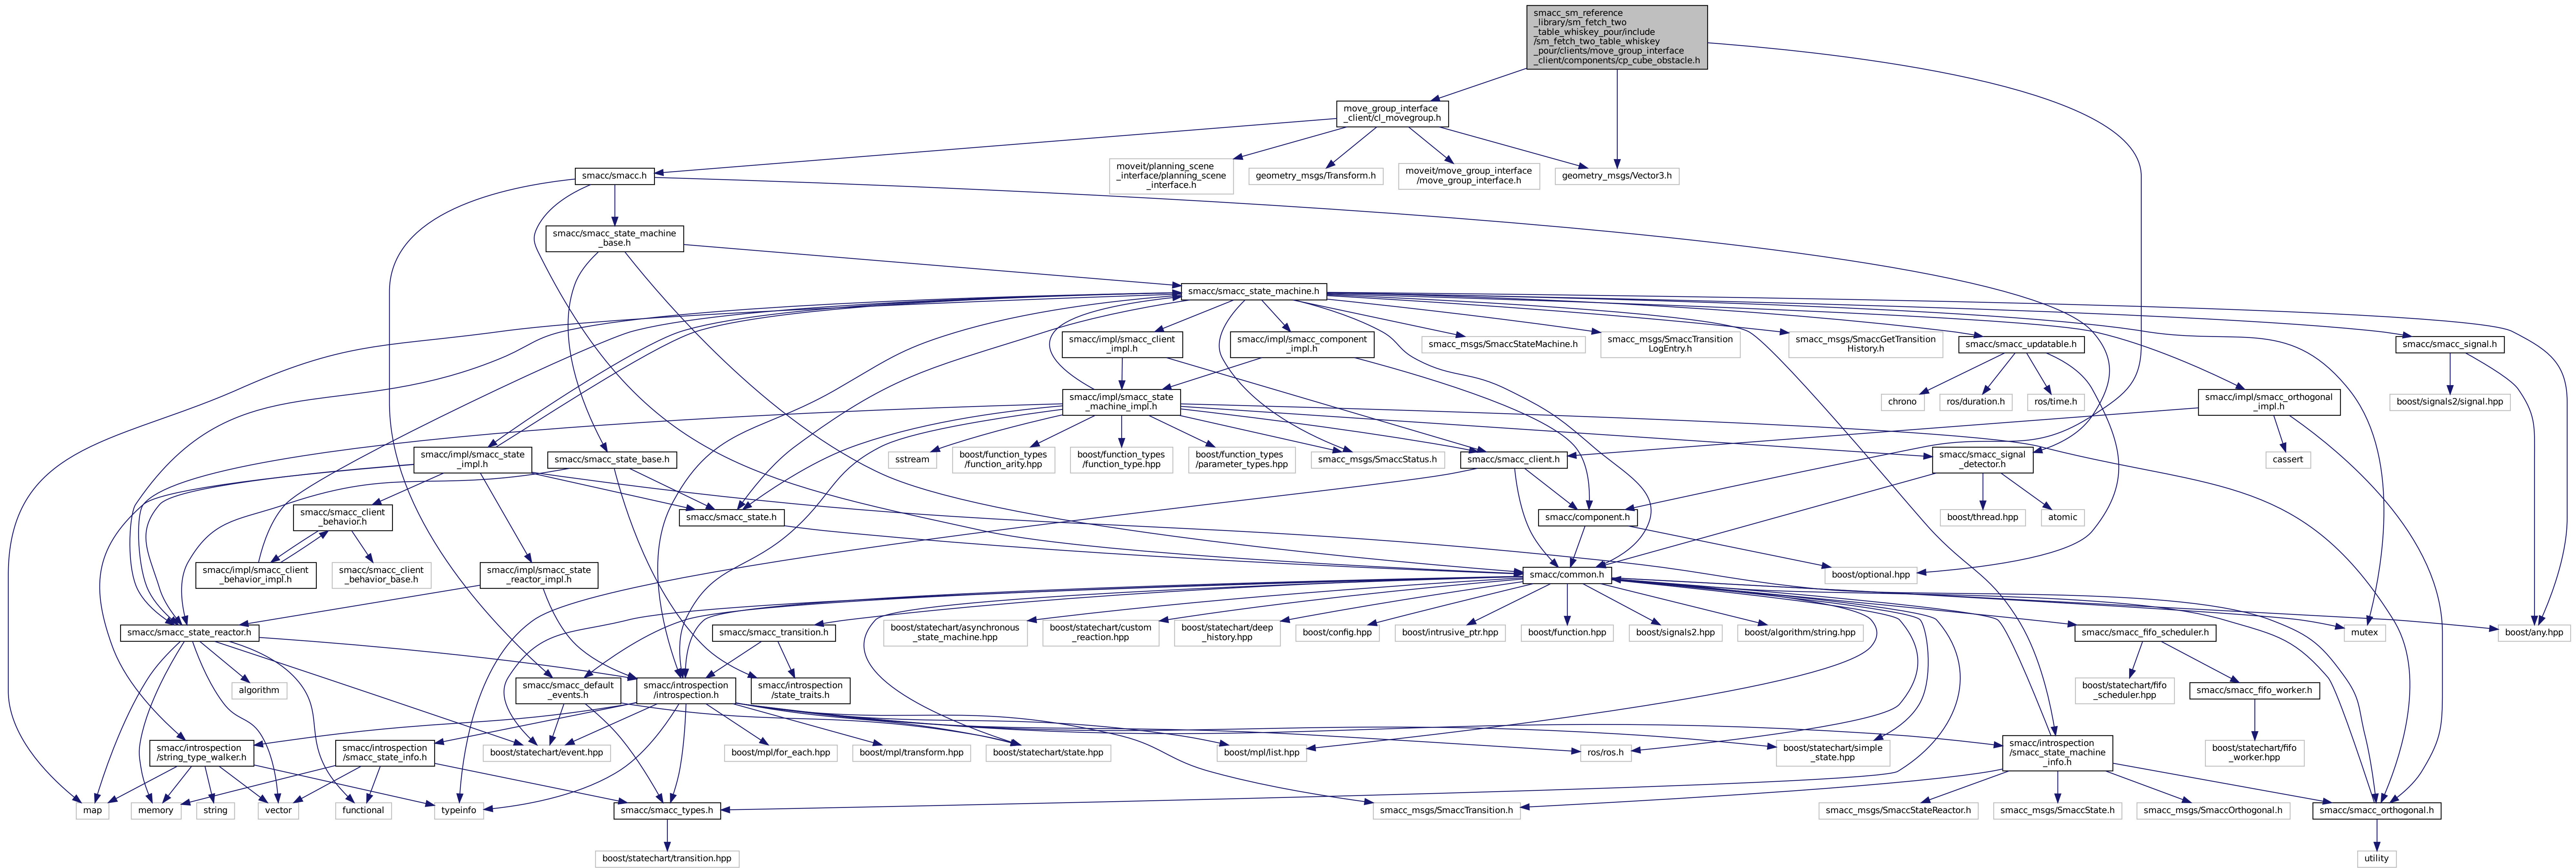 smacc_sm_reference
_library/sm_fetch_two
_table_whiskey_pour/include
/sm_fetch_two_table_whiskey
_pour/clients/move_group_interface
_client/components/cp_cube_obstacle.h
move_group_interface
_client/cl_movegroup.h
smacc/smacc.h
moveit/planning_scene
_interface/planning_scene
_interface.h
geometry_msgs/Transform.h
moveit/move_group_interface
/move_group_interface.h
geometry_msgs/Vector3.h
smacc/smacc_state_machine
_base.h
smacc/smacc_state_machine.h
smacc/impl/smacc_client
_impl.h
smacc/impl/smacc_component
_impl.h
smacc_msgs/SmaccStateMachine.h
smacc_msgs/SmaccTransition
LogEntry.h
smacc_msgs/SmaccGetTransition
History.h
smacc/smacc_updatable.h
smacc/smacc_signal.h
smacc/impl/smacc_state
_machine_impl.h
chrono
ros/duration.h
ros/time.h
smacc/impl/smacc_orthogonal
_impl.h
boost/signals2/signal.hpp
smacc/impl/smacc_state
_impl.h
smacc/smacc_state_base.h
sstream
boost/function_types
/function_arity.hpp
boost/function_types
/function_type.hpp
boost/function_types
/parameter_types.hpp
smacc_msgs/SmaccStatus.h
smacc/smacc_client.h
smacc/smacc_signal
_detector.h
cassert
smacc/smacc_client
_behavior.h
smacc/smacc_state.h
smacc/component.h
boost/thread.hpp
atomic
smacc/impl/smacc_client
_behavior_impl.h
smacc/smacc_client
_behavior_base.h
smacc/impl/smacc_state
_reactor_impl.h
smacc/common.h
boost/optional.hpp
smacc/smacc_state_reactor.h
smacc/smacc_transition.h
boost/statechart/asynchronous
_state_machine.hpp
boost/statechart/custom
_reaction.hpp
boost/statechart/deep
_history.hpp
boost/config.hpp
boost/intrusive_ptr.hpp
boost/function.hpp
boost/signals2.hpp
boost/algorithm/string.hpp
smacc/smacc_fifo_scheduler.h
mutex
boost/any.hpp
algorithm
smacc/smacc_default
_events.h
smacc/introspection
/introspection.h
smacc/introspection
/state_traits.h
boost/statechart/fifo
_scheduler.hpp
smacc/smacc_fifo_worker.h
smacc/introspection
/string_type_walker.h
smacc/introspection
/smacc_state_info.h
boost/statechart/event.hpp
boost/mpl/for_each.hpp
boost/mpl/transform.hpp
boost/statechart/state.hpp
boost/mpl/list.hpp
ros/ros.h
boost/statechart/simple
_state.hpp
smacc/introspection
/smacc_state_machine
_info.h
boost/statechart/fifo
_worker.hpp
map
memory
string
vector
functional
typeinfo
smacc/smacc_types.h
smacc_msgs/SmaccTransition.h
smacc_msgs/SmaccStateReactor.h
smacc_msgs/SmaccState.h
smacc_msgs/SmaccOrthogonal.h
smacc/smacc_orthogonal.h
boost/statechart/transition.hpp
utility